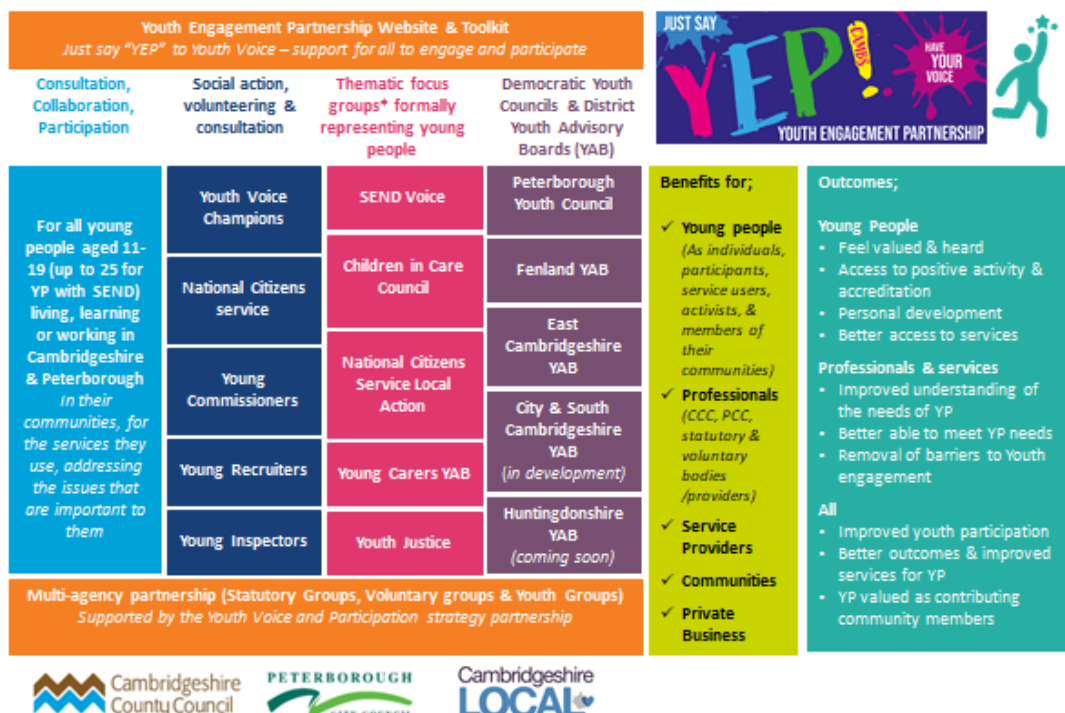 Youth Engagement Partnership Website & Toolkit
Just say "YEP" to Youth Voice – support for all to engage and participate
JUST SAY
YEP!
CAMBS
HAVE
YOUR
VOICE
YOUTH ENGAGEMENT PARTNERSHIP
Consultation,
Collaboration,
Participation
Social action,
volunteering &
consultation
Thematic focus
groups* formally
representing young
people
Democratic Youth
Councils & District
Youth Advisory
Boards (YAB)
For all young
people aged 11-
19 (up to 25 for
YP with SEND)
living, learning
or working in
Cambridgeshire
& Peterborough
In their
communities, for
the services they
use, addressing
the issues that
are important to
them
Youth Voice
Champions
National Citizens
service
Young
Commissioners
Young Recruiters
Young Inspectors
SEND Voice
Children in Care
Council
National Citizens
Service Local
Action
Young Carers YAB
Youth Justice
Peterborough
Youth Council
Fenland YAB
East
Cambridgeshire
YAB
City & South
Cambridgeshire
YAB
(in development)
Huntingdonshire
YAB
(coming soon)
Benefits for;
✓ Young people
(As individuals,
participants,
service users,
activists, &
members of
their
communities)
✓ Professionals
(CCC, PCC,
statutory &
voluntary
bodies
/providers)
✓ Service
Providers
✓ Communities
✓ Private
Business
Outcomes;
Young People
• Feel valued & heard
• Access to positive activity &
accreditation
• Personal development
• Better access to services
Professionals & services
• Improved understanding of
the needs of YP
• Better able to meet YP needs
• Removal of barriers to Youth
engagement
All
• Improved youth participation
• Better outcomes & improved
services for YP
• YP valued as contributing
community members
Multi-agency partnership (Statutory Groups, Voluntary groups & Youth Groups)
Supported by the Youth Voice and Participation strategy partnership
Cambridgeshire
County Council
PETERBOROUGH
CITY COUNCIL
Cambridgeshire
LOCAL